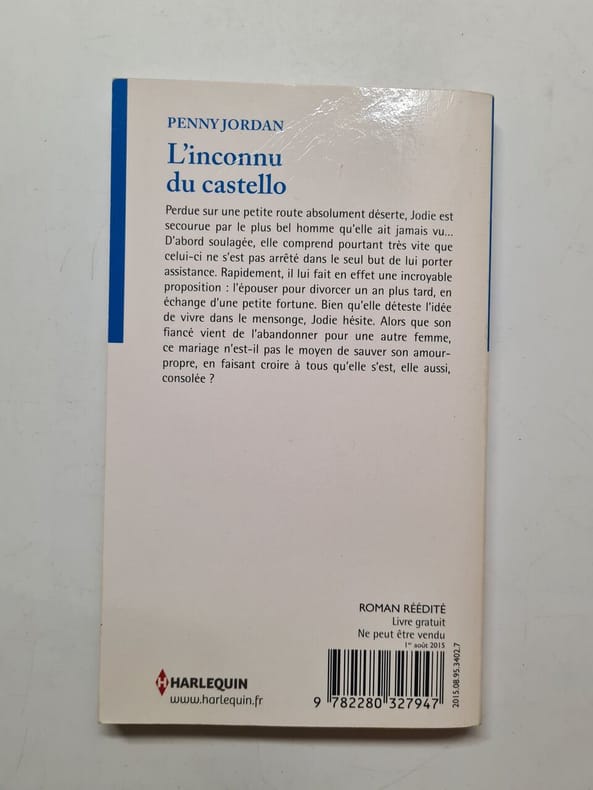 PENNY JORDAN
L'inconnu
du castello
Perdue sur une petite route absolument déserte, Jodie est
secourue par le plus bel homme qu'elle ait jamais vu...
D'abord soulagée, elle comprend pourtant très vite que
celui-ci ne s'est pas arrêté dans le seul but de lui porter
assistance. Rapidement, il lui fait en effet une incroyable
proposition : l'épouser pour divorcer un an plus tard, en
échange d'une petite fortune. Bien qu'elle déteste l'idée
de vivre dans le mensonge, Jodie hésite. Alors que son
fiancé vient de l'abandonner pour une autre femme,
ce mariage n'est-il pas le moyen de sauver son amour-
propre, en faisant croire à tous qu'elle s'est, elle aussi,
consolée ?
ROMAN RÉÉDITÉ
Livre gratuit
Ne peut être vendu
1er août 2015
2015.08.95.3402.7
9 782280 327947
H HARLEQUIN
www.harlequin.fr